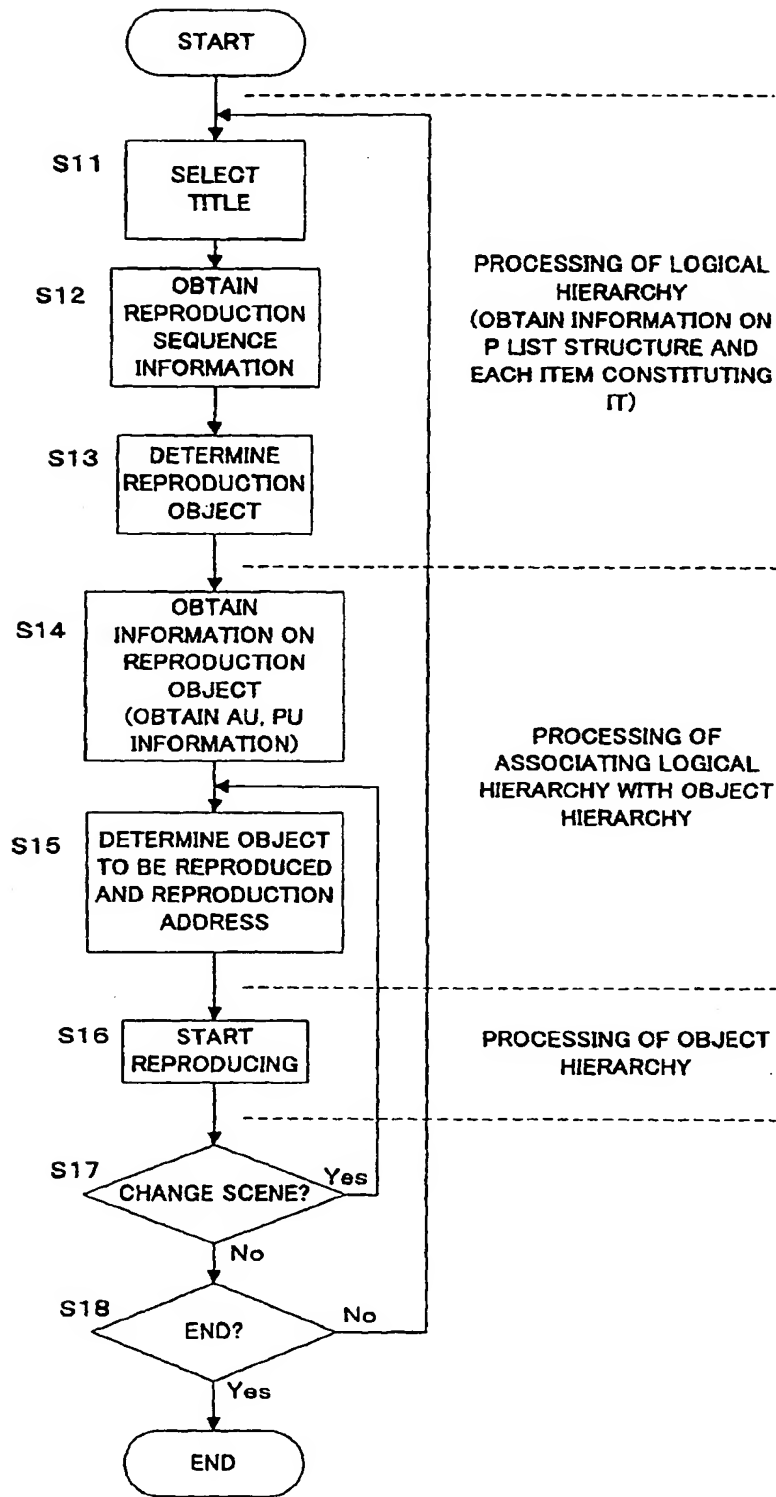 START
S11
SELECT
TITLE
S12
OBTAIN
REPRODUCTION
SEQUENCE
INFORMATION
PROCESSING OF LOGICAL
HIERARCHY
(OBTAIN INFORMATION ON
P LIST STRUCTURE AND
EACH ITEM CONSTITUTING
IT)
S13
DETERMINE
REPRODUCTION
OBJECT
S14
OBTAIN
INFORMATION ON
REPRODUCTION
OBJECT
(OBTAIN AU, PU
INFORMATION)
PROCESSING OF
ASSOCIATING LOGICAL
HIERARCHY WITH OBJECT
HIERARCHY
S15
DETERMINE OBJECT
TO BE REPRODUCED
AND REPRODUCTION
ADDRESS
S16
START
REPRODUCING
PROCESSING OF OBJECT
HIERARCHY
S17
CHANGE SCENE?
Yes
No
S18
END?
No
Yes
END